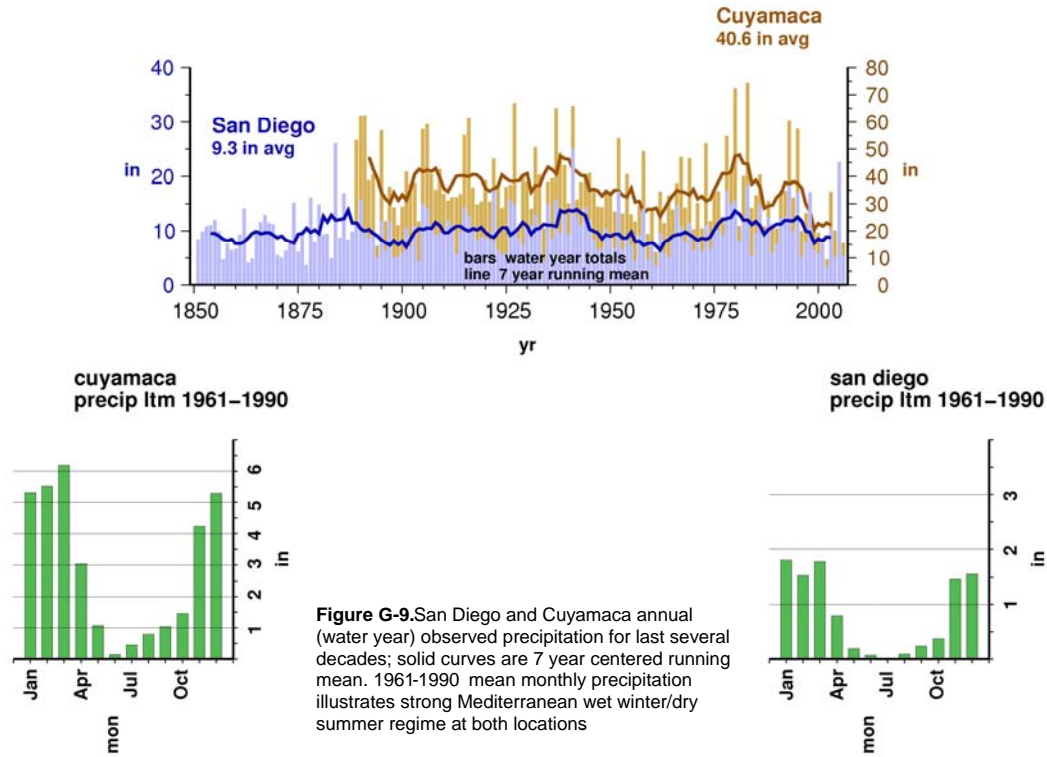 Cuyamaca
40.6 in avg
40
30
20
10
0
in
San Diego
9.3 in avg
80
70
60
50
40
30
20
10
0
in
bars water year totals
line 7 year running mean
1850
1875
1900
1925
1950
1975
2000
yr
cuyamaca
precip ltm 1961–1990
6
5
4
3
2
1
in
Jan
Apr
Jul
Oct
mon
san diego
precip ltm 1961–1990
3
2
1
in
Jan
Apr
Jul
Oct
mon
Figure G-9.San Diego and Cuyamaca annual
(water year) observed precipitation for last several
decades; solid curves are 7 year centered running
mean. 1961-1990 mean monthly precipitation
illustrates strong Mediterranean wet winter/dry
summer regime at both locations